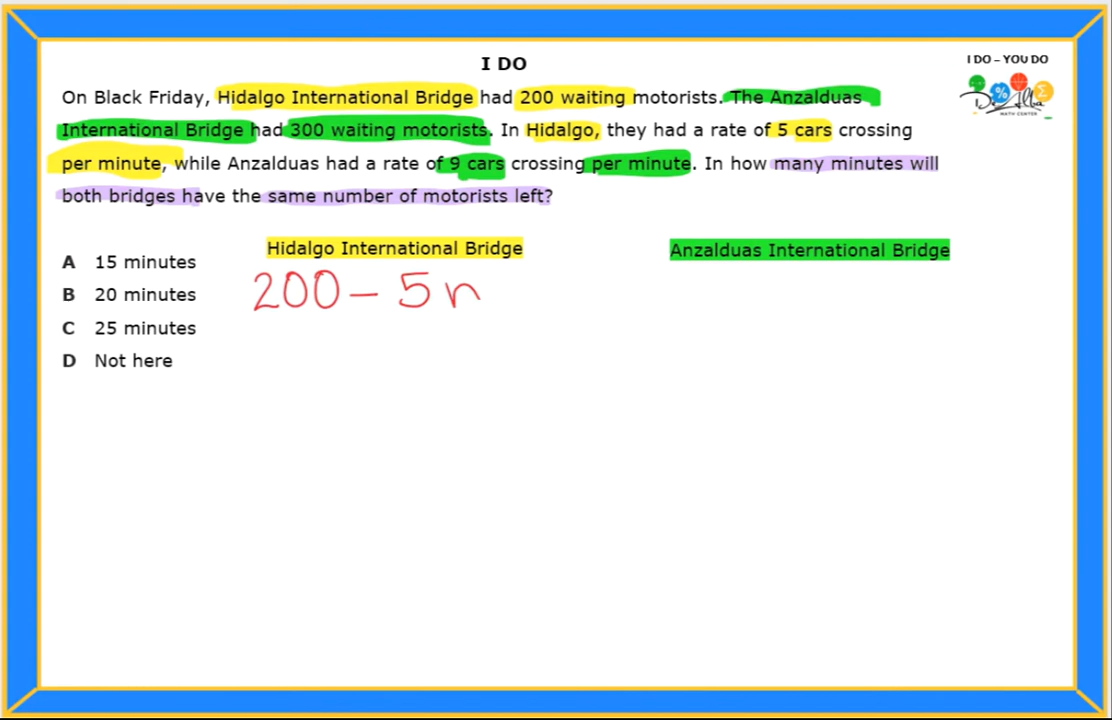 I DO
I DO – YOU DO
On Black Friday, Hidalgo International Bridge had 200 waiting motorists. The Anzalduas
International Bridge had 300 waiting motorists. In Hidalgo, they had a rate of 5 cars crossing
per minute, while Anzalduas had a rate of 9 cars crossing per minute. In how many minutes will
both bridges have the same number of motorists left?
% Σ
MATH CENTER
Hidalgo International Bridge
Anzalduas International Bridge
A 15 minutes
B 20 minutes
C 25 minutes
D Not here
200 – 5n